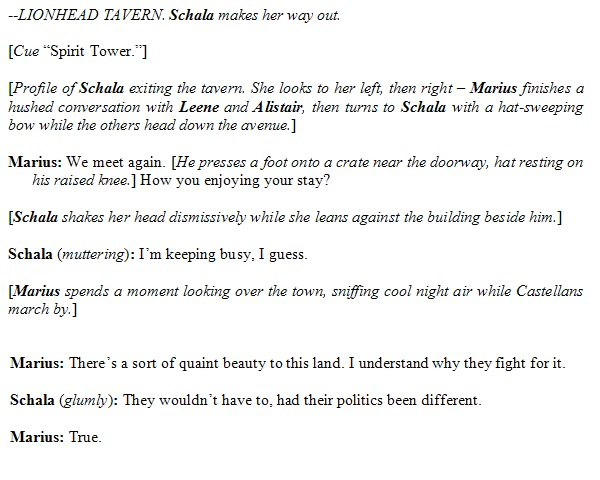 --LIONHEAD TAVERN. Schala makes her way out.
[Cue “Spirit Tower.”]
[Profile of Schala exiting the tavern. She looks to her left, then right – Marius finishes a
hushed conversation with Leene and Alistair, then turns to Schala with a hat-sweeping
bow while the others head down the avenue.]
Marius: We meet again. [He presses a foot onto a crate near the doorway, hat resting on
his raised knee.] How you enjoying your stay?
[Schala shakes her head dismissively while she leans against the building beside him.]
Schala (muttering): I’m keeping busy, I guess.
[Marius spends a moment looking over the town, sniffing cool night air while Castellans
march by.]
Marius: There’s a sort of quaint beauty to this land. I understand why they fight for it.
Schala (glumly): They wouldn’t have to, had their politics been different.
Marius: True.